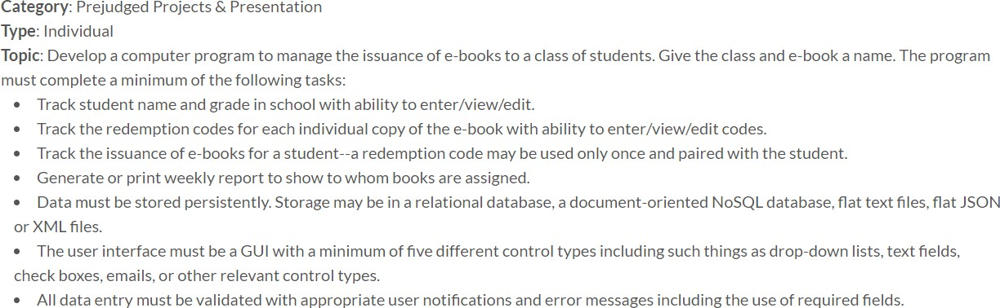 Category: Prejudged Projects & Presentation
Type: Individual
Topic: Develop a computer program to manage the issuance of e-books to a class of students. Give the class and e-book a name. The program
must complete a minimum of the following tasks:
• Track student name and grade in school with ability to enter/view/edit.
• Track the redemption codes for each individual copy of the e-book with ability to enter/view/edit codes.
• Track the issuance of e-books for a student--a redemption code may be used only once and paired with the student.
• Generate or print weekly report to show to whom books are assigned.
• Data must be stored persistently. Storage may be in a relational database, a document-oriented NoSQL database, flat text files, flat JSON
or XML files.
• The user interface must be a GUI with a minimum of five different control types including such things as drop-down lists, text fields,
check boxes, emails, or other relevant control types.
• All data entry must be validated with appropriate user notifications and error messages including the use of required fields.